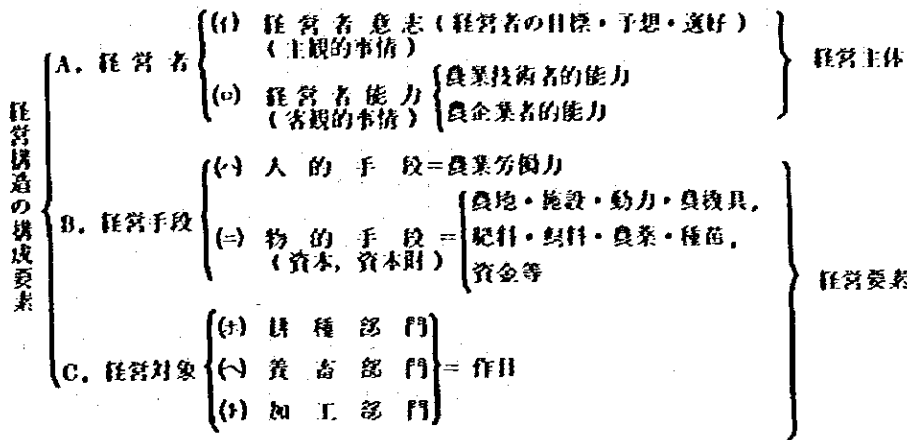 経営構造の構成要素
A. 経営者
(イ) 経営者意志(経営者の目標・予想・選好)
(主観的事情)
(ロ) 経営者能力
(客観的事情)
農業技術者的能力
農企業者的能力
経営主体
B. 経営手段
(ハ) 人的手段=農業労働力
(ニ) 物的手段=
(資本, 資本財)
農地・施設・動力・農機具,
肥料・飼料・農薬・種苗,
資金等
C. 経営対象
(ホ) 耕種部門
(ヘ) 養畜部門
(ト) 加工部門
= 作目
経営要素